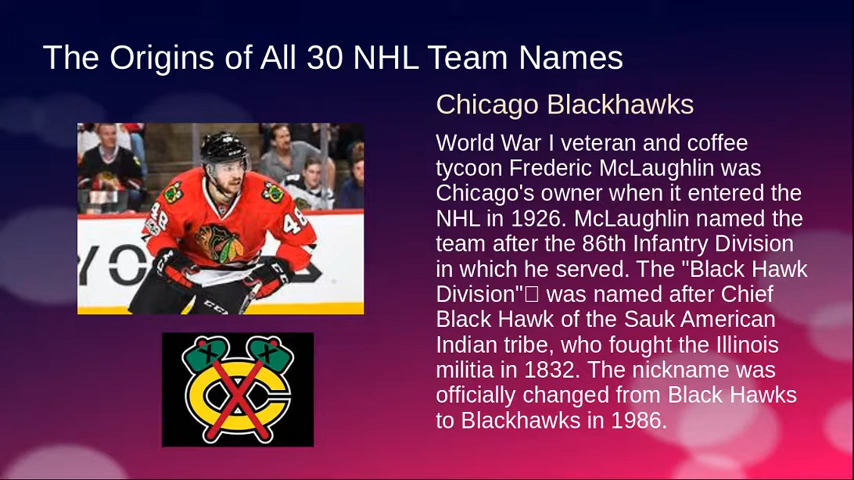 The Origins of All 30 NHL Team Names
Chicago Blackhawks
World War I veteran and coffee
tycoon Frederic McLaughlin was
Chicago's owner when it entered the
NHL in 1926. McLaughlin named the
team after the 86th Infantry Division
in which he served. The "Black Hawk
Division"□ was named after Chief
Black Hawk of the Sauk American
Indian tribe, who fought the Illinois
militia in 1832. The nickname was
officially changed from Black Hawks
to Blackhawks in 1986.
YO
48
48
CCM
C